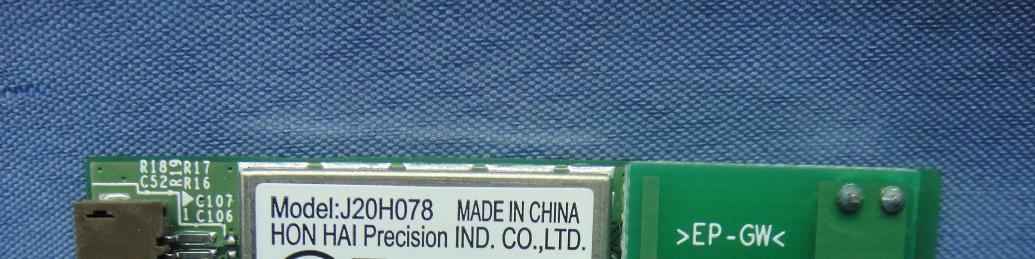 R18 R19 R17
C52 R16
C107
1 C106
Model:J20H078 MADE IN CHINA
HON HAI Precision IND. CO.,LTD.
>EP-GW<